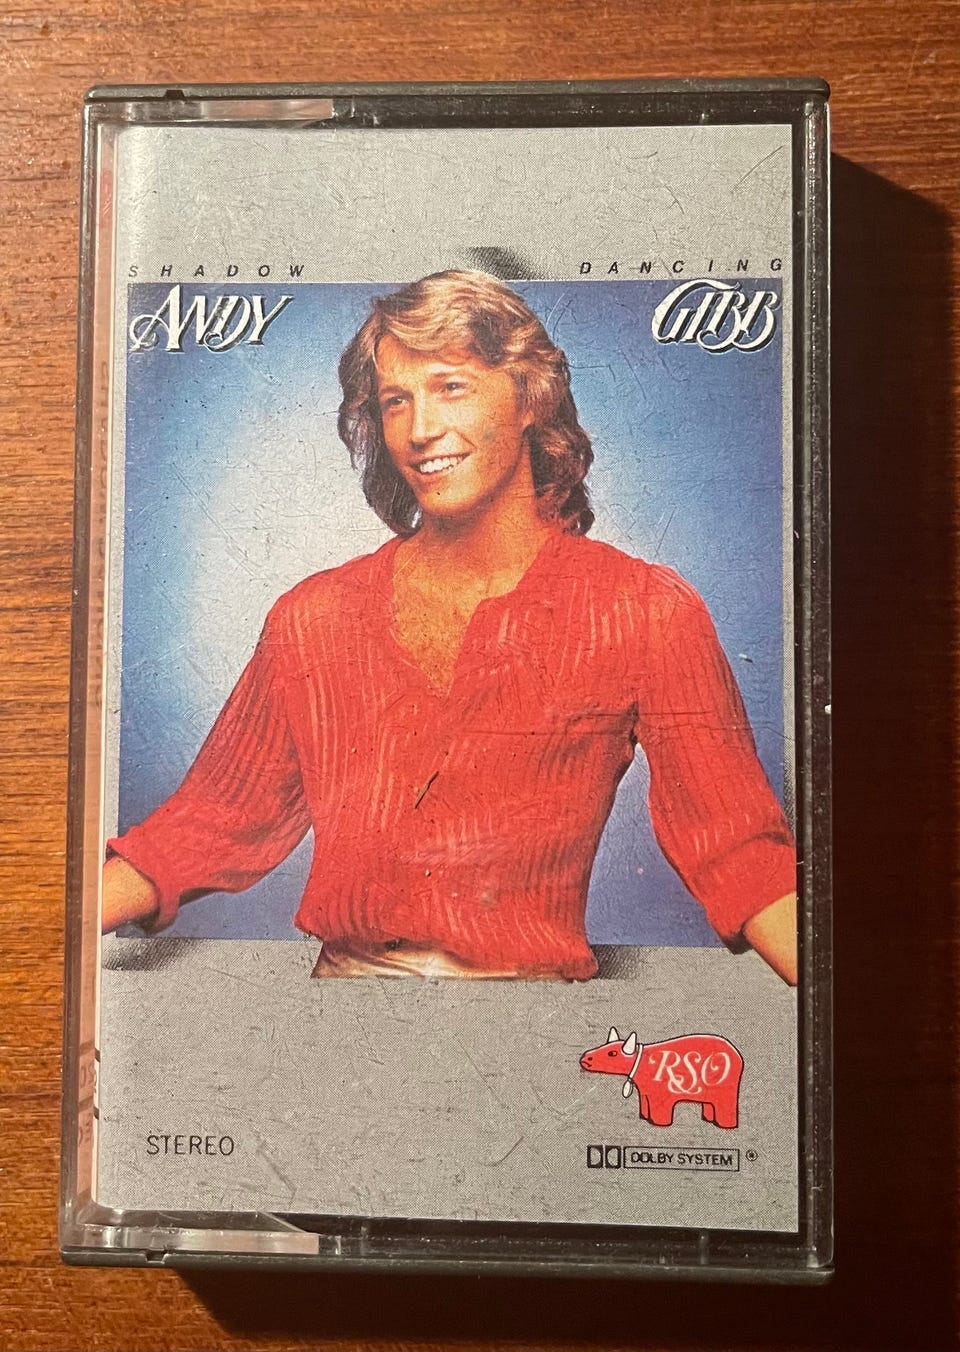 SHADOW DANCING
ANDY GIBB
RSO
STEREO
DOLBY SYSTEM ®